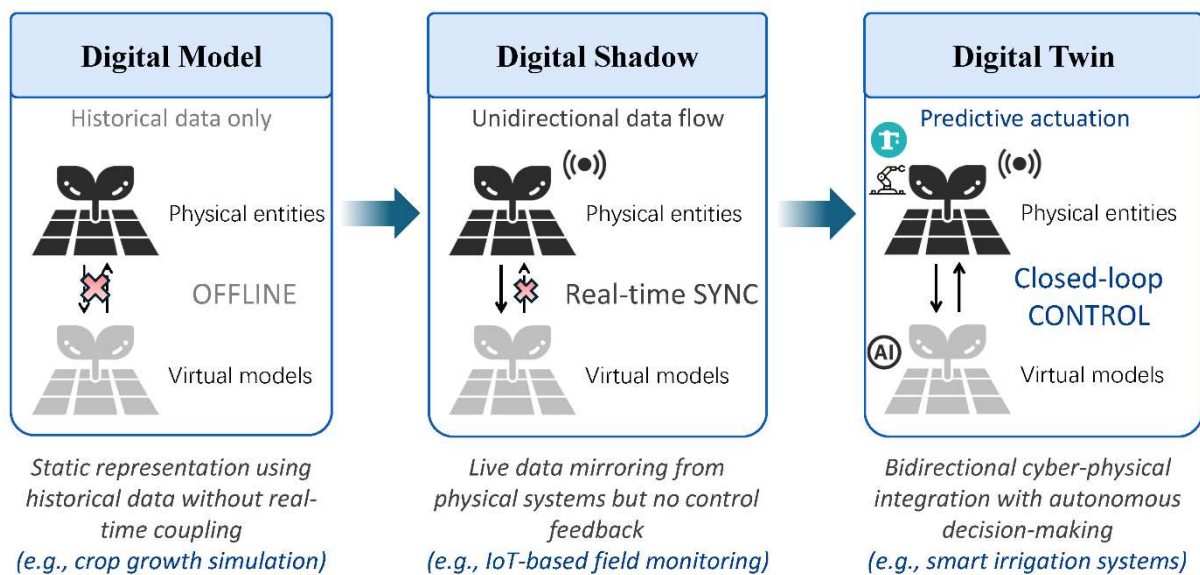 Digital Model
Historical data only
Physical entities
OFFLINE
Virtual models
Static representation using
historical data without real-
time coupling
(e.g., crop growth simulation)
Digital Shadow
Unidirectional data flow
Physical entities
Real-time SYNC
Virtual models
Live data mirroring from
physical systems but no control
feedback
(e.g., IoT-based field monitoring)
Digital Twin
Predictive actuation
Physical entities
Closed-loop
CONTROL
AI
Virtual models
Bidirectional cyber-physical
integration with autonomous
decision-making
(e.g., smart irrigation systems)